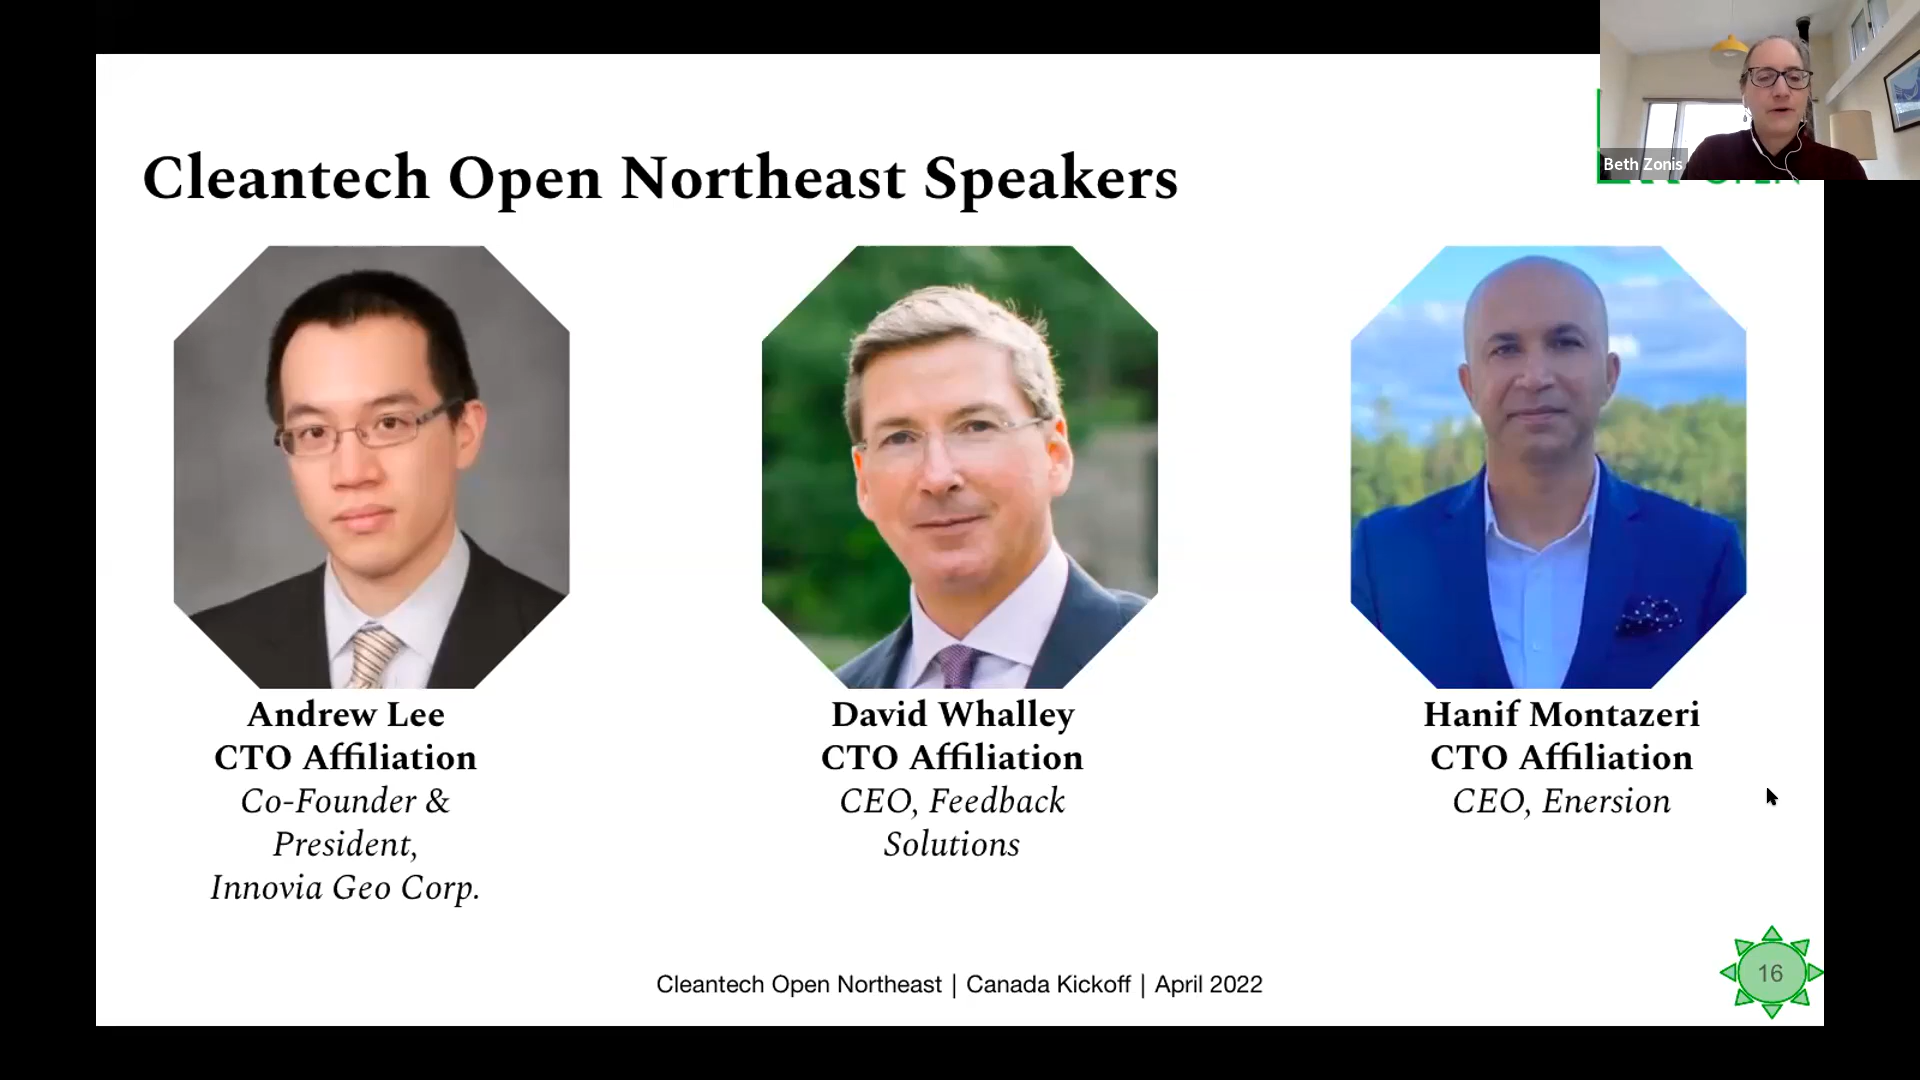 Cleantech Open Northeast Speakers
Beth Zonis
Andrew Lee
CTO Affiliation
Co-Founder &
President,
Innovia Geo Corp.
David Whalley
CTO Affiliation
CEO, Feedback
Solutions
Hanif Montazeri
CTO Affiliation
CEO, Enersion
Cleantech Open Northeast | Canada Kickoff | April 2022
16